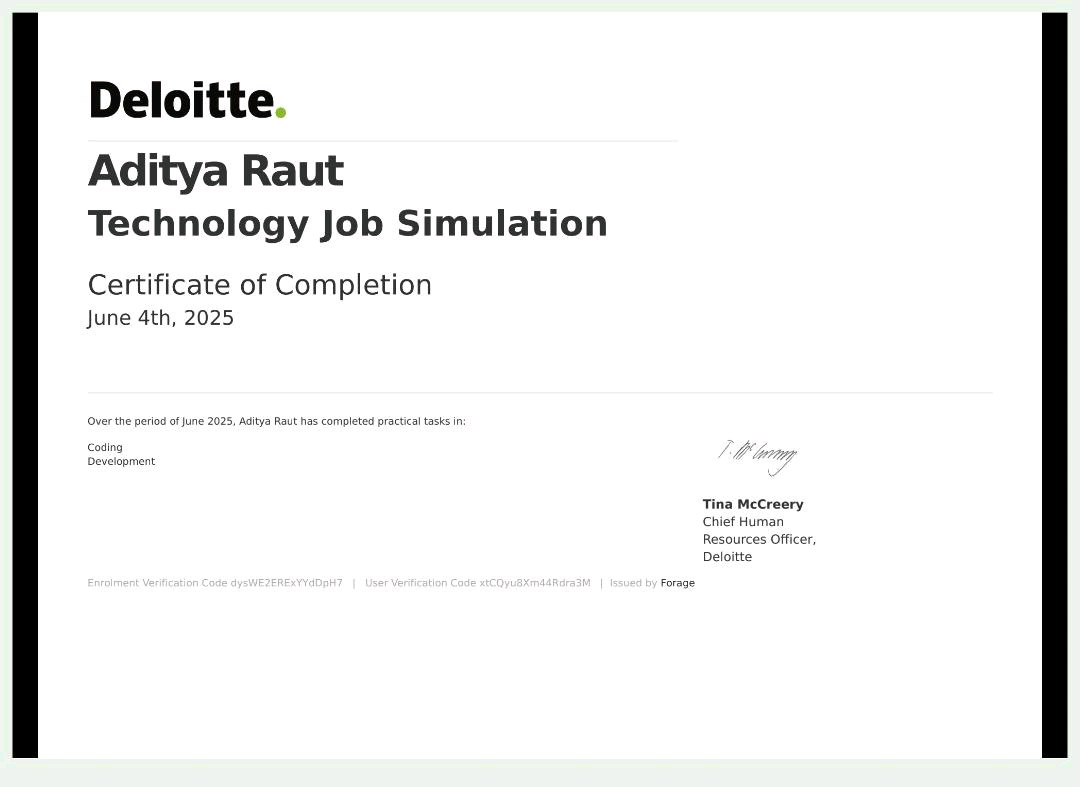 Deloitte.
Aditya Raut
Technology Job Simulation
Certificate of Completion
June 4th, 2025
Over the period of June 2025, Aditya Raut has completed practical tasks in:
Coding
Development
Tina McCreery
Chief Human
Resources Officer,
Deloitte
Enrolment Verification Code dysWE2ERExYYdDpH7 | User Verification Code xtCQyu8Xm44Rdra3M | Issued by Forage